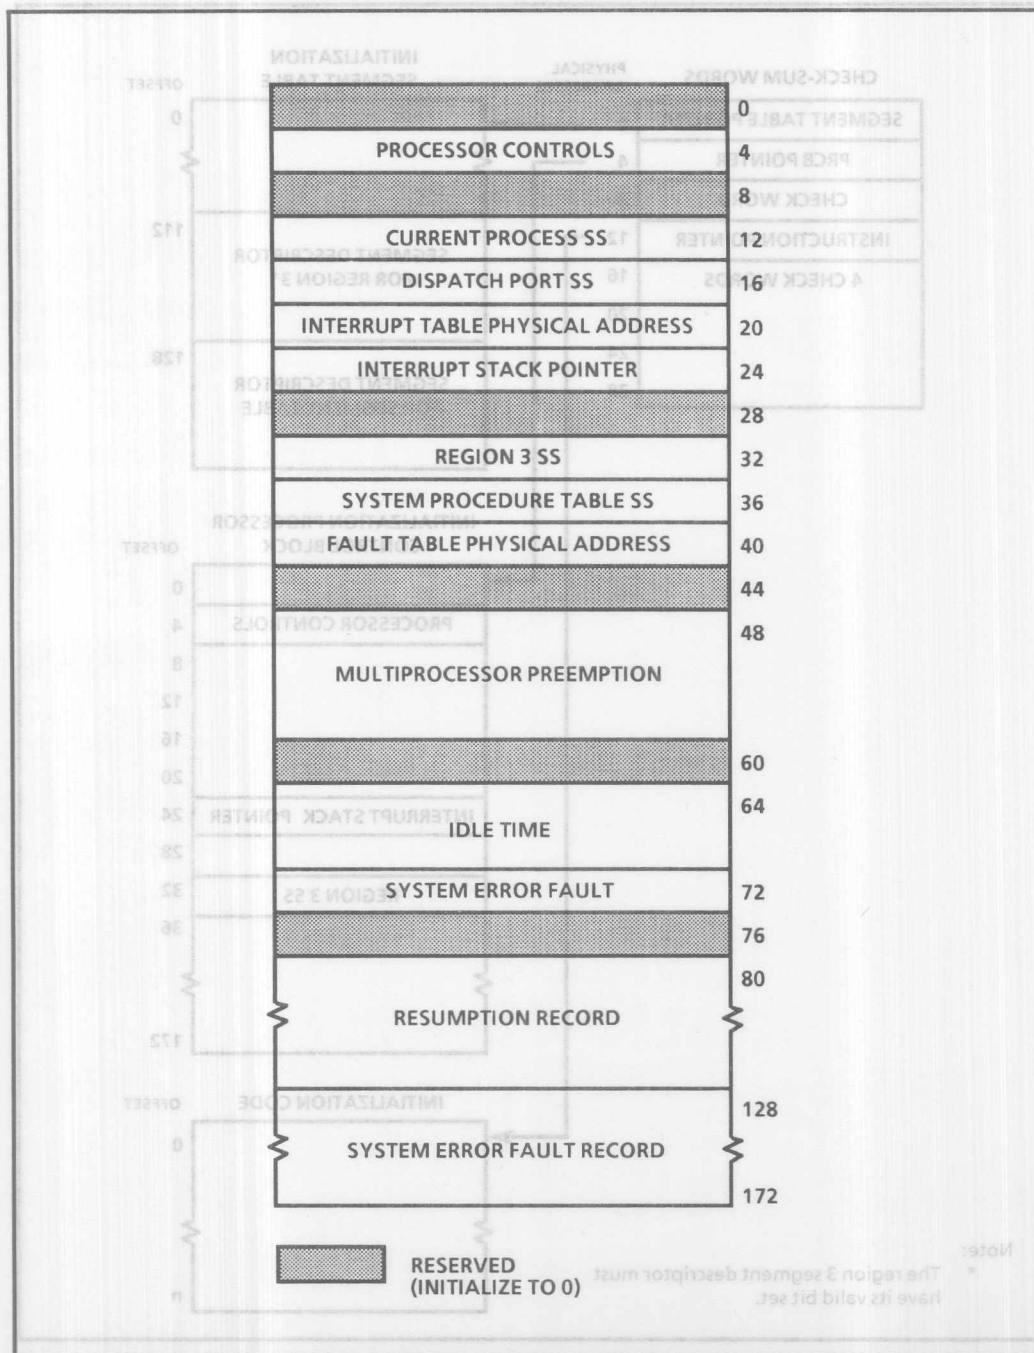 0
PROCESSOR CONTROLS 4
8
CURRENT PROCESS SS 12
DISPATCH PORT SS 16
INTERRUPT TABLE PHYSICAL ADDRESS 20
INTERRUPT STACK POINTER 24
28
REGION 3 SS 32
SYSTEM PROCEDURE TABLE SS 36
FAULT TABLE PHYSICAL ADDRESS 40
44
48
MULTIPROCESSOR PREEMPTION
60
64
IDLE TIME
SYSTEM ERROR FAULT 72
76
80
RESUMPTION RECORD
128
SYSTEM ERROR FAULT RECORD
172
RESERVED
(INITIALIZE TO 0)